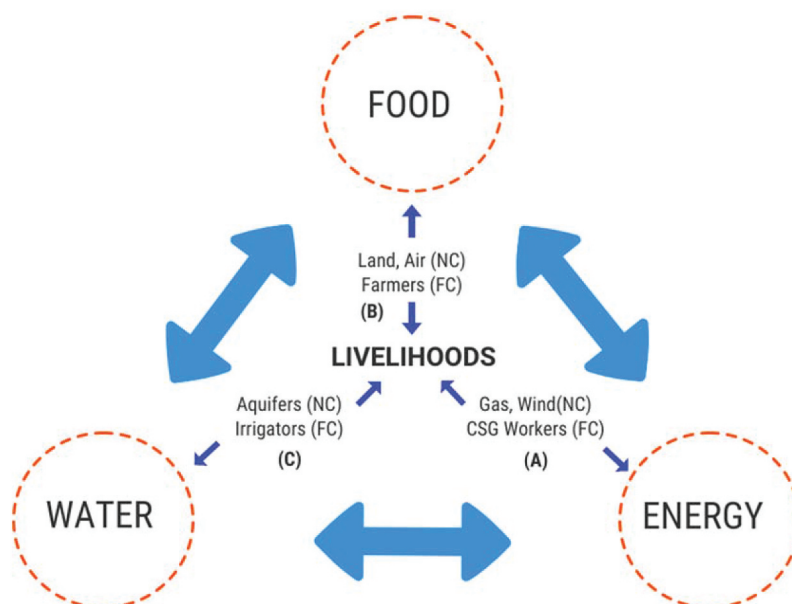 FOOD
Land, Air (NC)
Farmers (FC)
(B)
LIVELIHOODS
Aquifers (NC)
Irrigators (FC)
(C)
Gas, Wind(NC)
CSG Workers (FC)
(A)
WATER
ENERGY